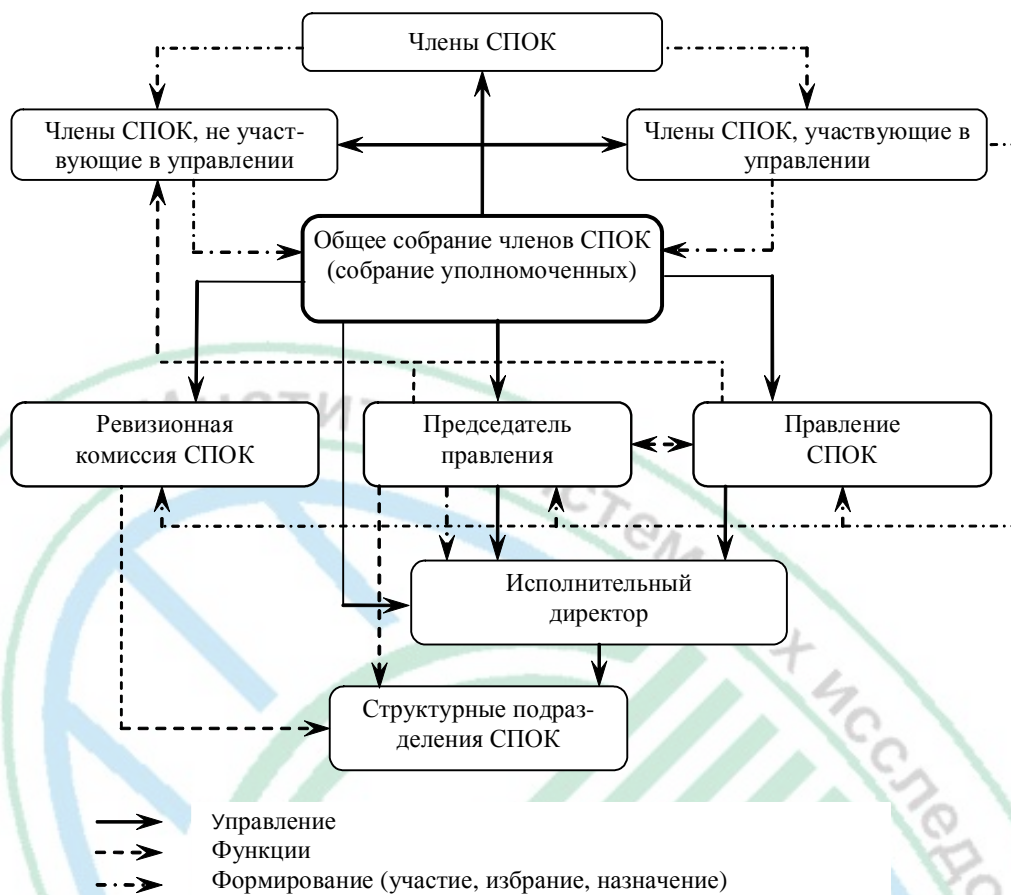 Члены СПОК
Члены СПОК, не участ-
вующие в управлении
Члены СПОК, участвующие в
управлении
Общее собрание членов СПОК
(собрание уполномоченных)
Ревизионная
комиссия СПОК
Председатель
правления
Правление
СПОК
Исполнительный
директор
Структурные подраз-
деления СПОК
Управление
Функции
Формирование (участие, избрание, назначение)